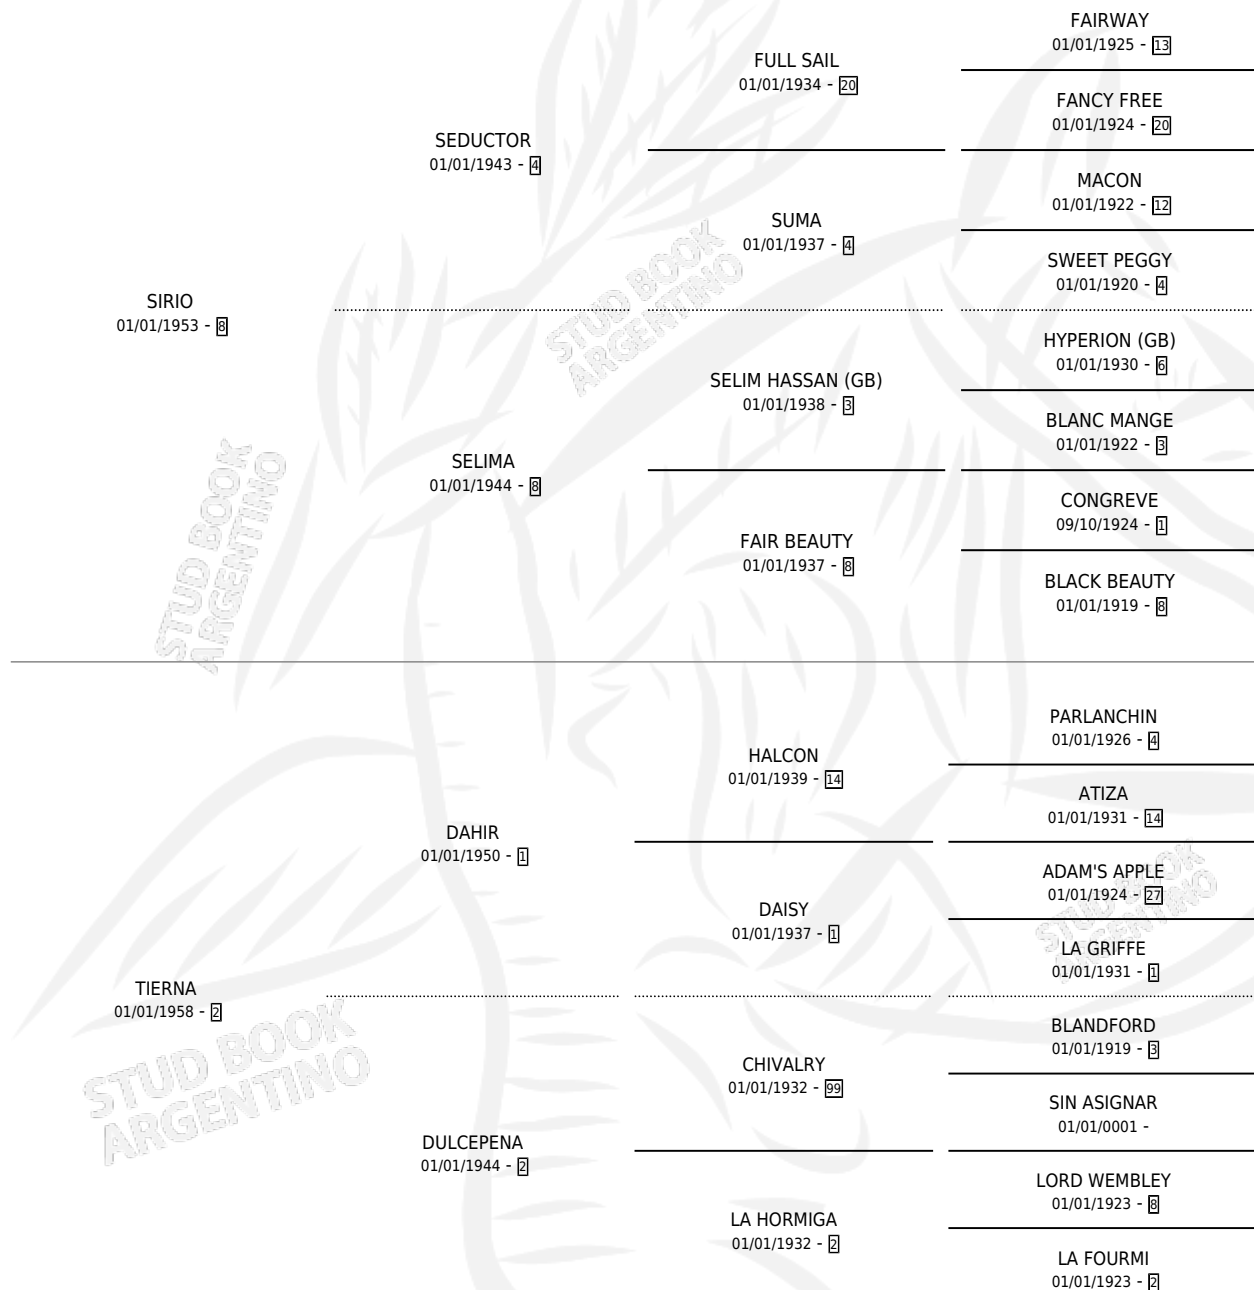 FAIRWAY
01/01/1925 - 13
FULL SAIL
01/01/1934 - 20
FANCY FREE
01/01/1924 - 20
SEDUCTOR
01/01/1943 - 4
MACON
01/01/1922 - 12
SUMA
01/01/1937 - 4
SWEET PEGGY
01/01/1920 - 4
SIRIO
01/01/1953 - 8
HYPERION (GB)
01/01/1930 - 6
SELIM HASSAN (GB)
01/01/1938 - 3
BLANC MANGE
01/01/1922 - 3
SELIMA
01/01/1944 - 8
CONGREVE
09/10/1924 - 1
FAIR BEAUTY
01/01/1937 - 8
BLACK BEAUTY
01/01/1919 - 8
PARLANCHIN
01/01/1926 - 4
HALCON
01/01/1939 - 14
ATIZA
01/01/1931 - 14
DAHIR
01/01/1950 - 1
ADAM'S APPLE
01/01/1924 - 27
DAISY
01/01/1937 - 1
LA GRIFFE
01/01/1931 - 1
TIERNA
01/01/1958 - 2
BLANDFORD
01/01/1919 - 3
CHIVALRY
01/01/1932 - 99
SIN ASIGNAR
01/01/0001 -
DULCEPENA
01/01/1944 - 2
LORD WEMBLEY
01/01/1923 - 8
LA HORMIGA
01/01/1932 - 2
LA FOURMI
01/01/1923 - 2
STUD BOOK
ARGENTINO
STUD BOOK
ARGENTINO
STUD BOOK
ARGENTINO
STUD BOOK
ARGENTINO